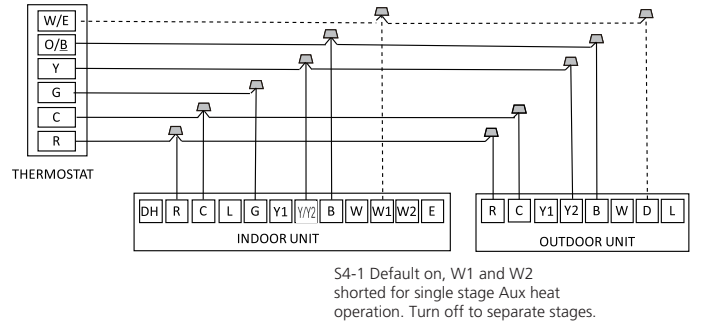 W/E
O/B
Y
G
C
R
THERMOSTAT
DH R C L G Y1 Y/Y2 B W W1 W2 E
INDOOR UNIT
R C Y1 Y2 B W D L
OUTDOOR UNIT
S4-1 Default on, W1 and W2
shorted for single stage Aux heat
operation. Turn off to separate stages.